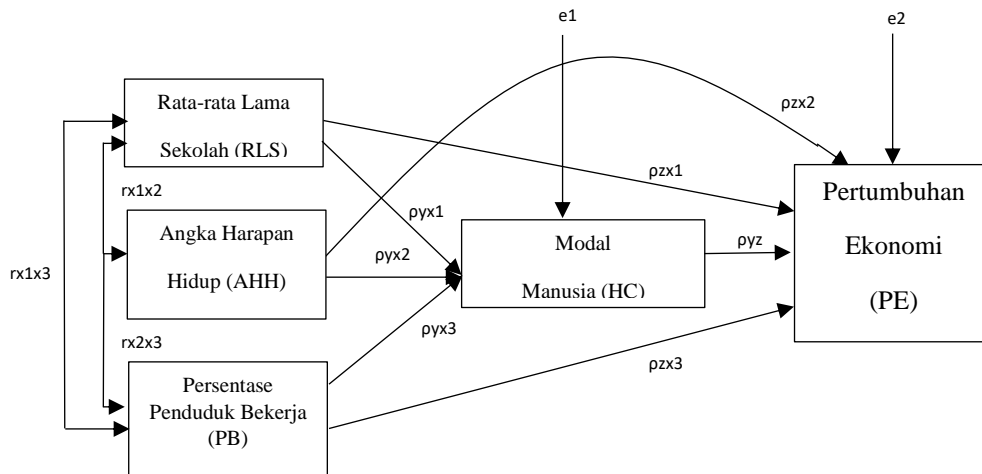 e1
e2
Rata-rata Lama
Sekolah (RLS)
ρzx2
ρzx1
rx1x2
ρyx1
Angka Harapan
Hidup (AHH)
ρyx2
Modal
Manusia (HC)
ρyz
Pertumbuhan
Ekonomi
(PE)
rx1x3
rx2x3
ρyx3
ρzx3
Persentase
Penduduk Bekerja
(PB)